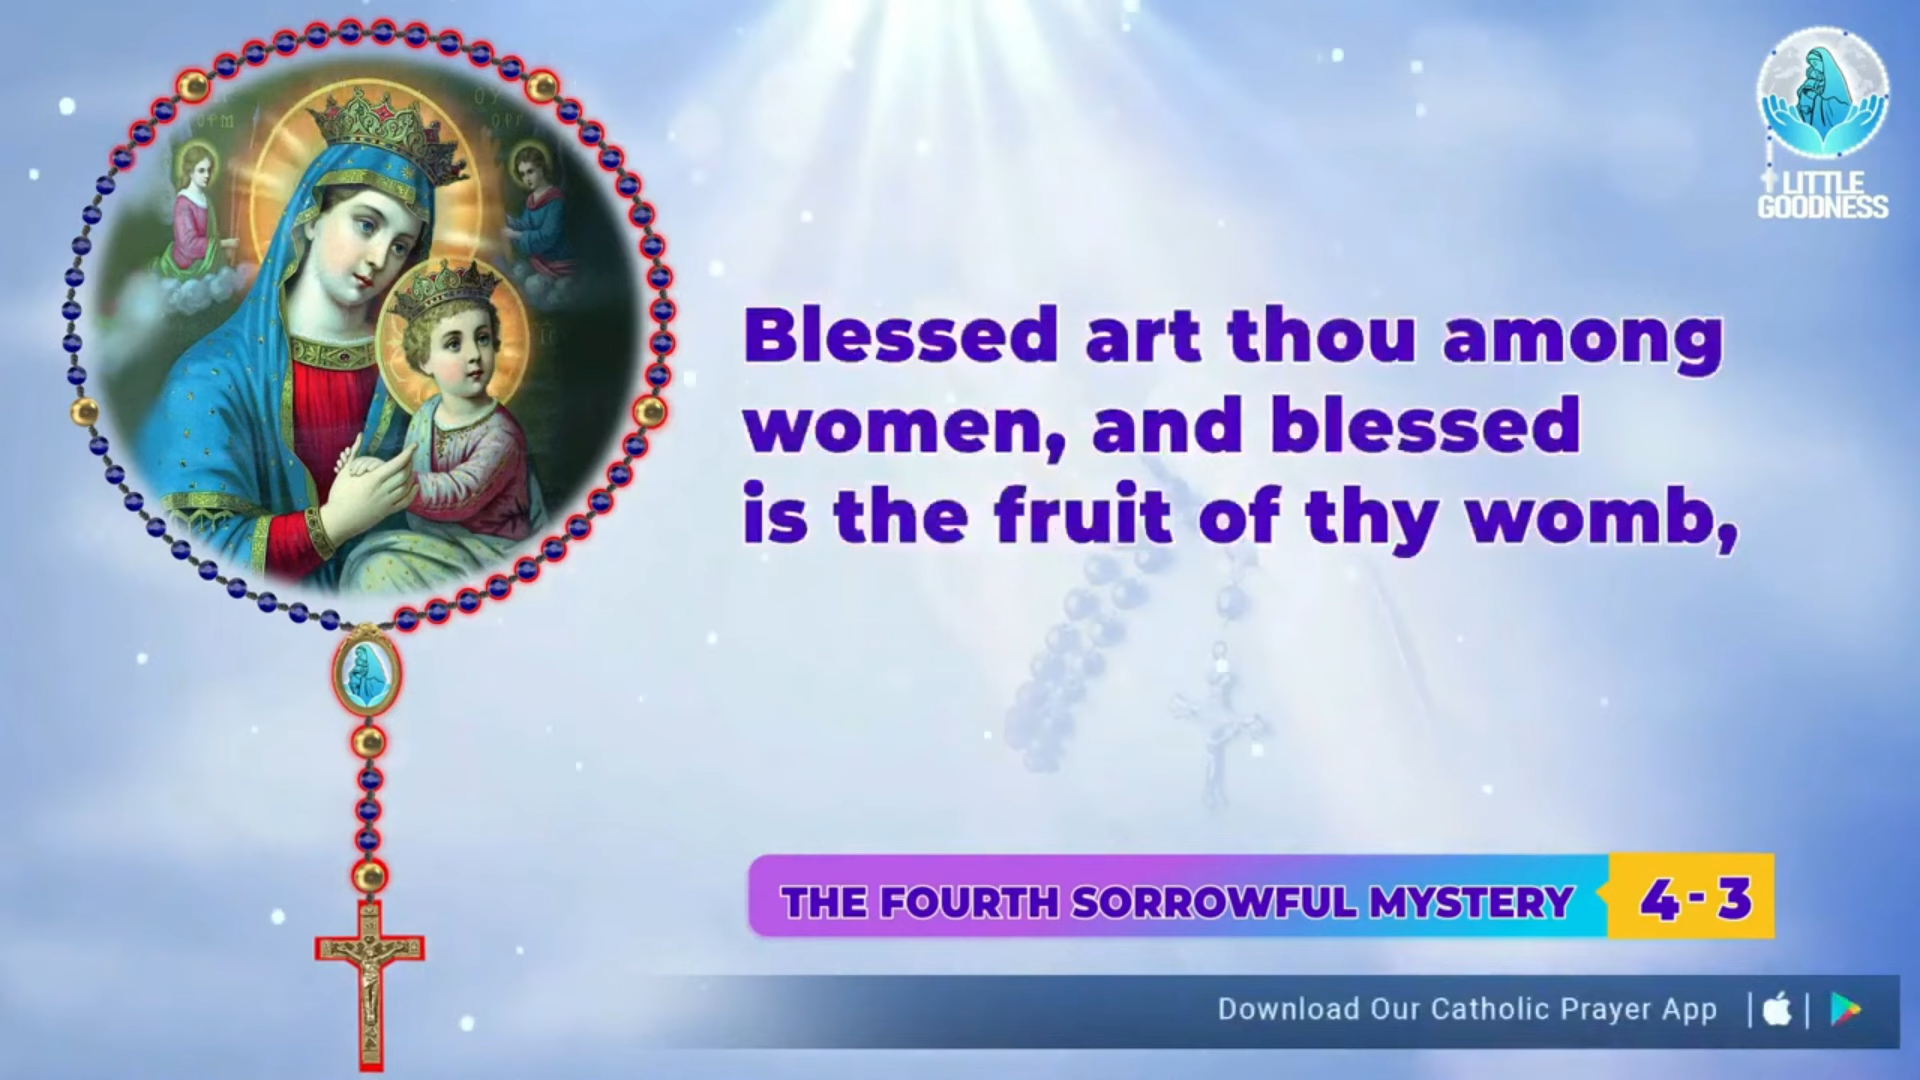 LITTLE
GOODNESS
Blessed art thou among
women, and blessed
is the fruit of thy womb,
THE FOURTH SORROWFUL MYSTERY 4 - 3
Download Our Catholic Prayer App